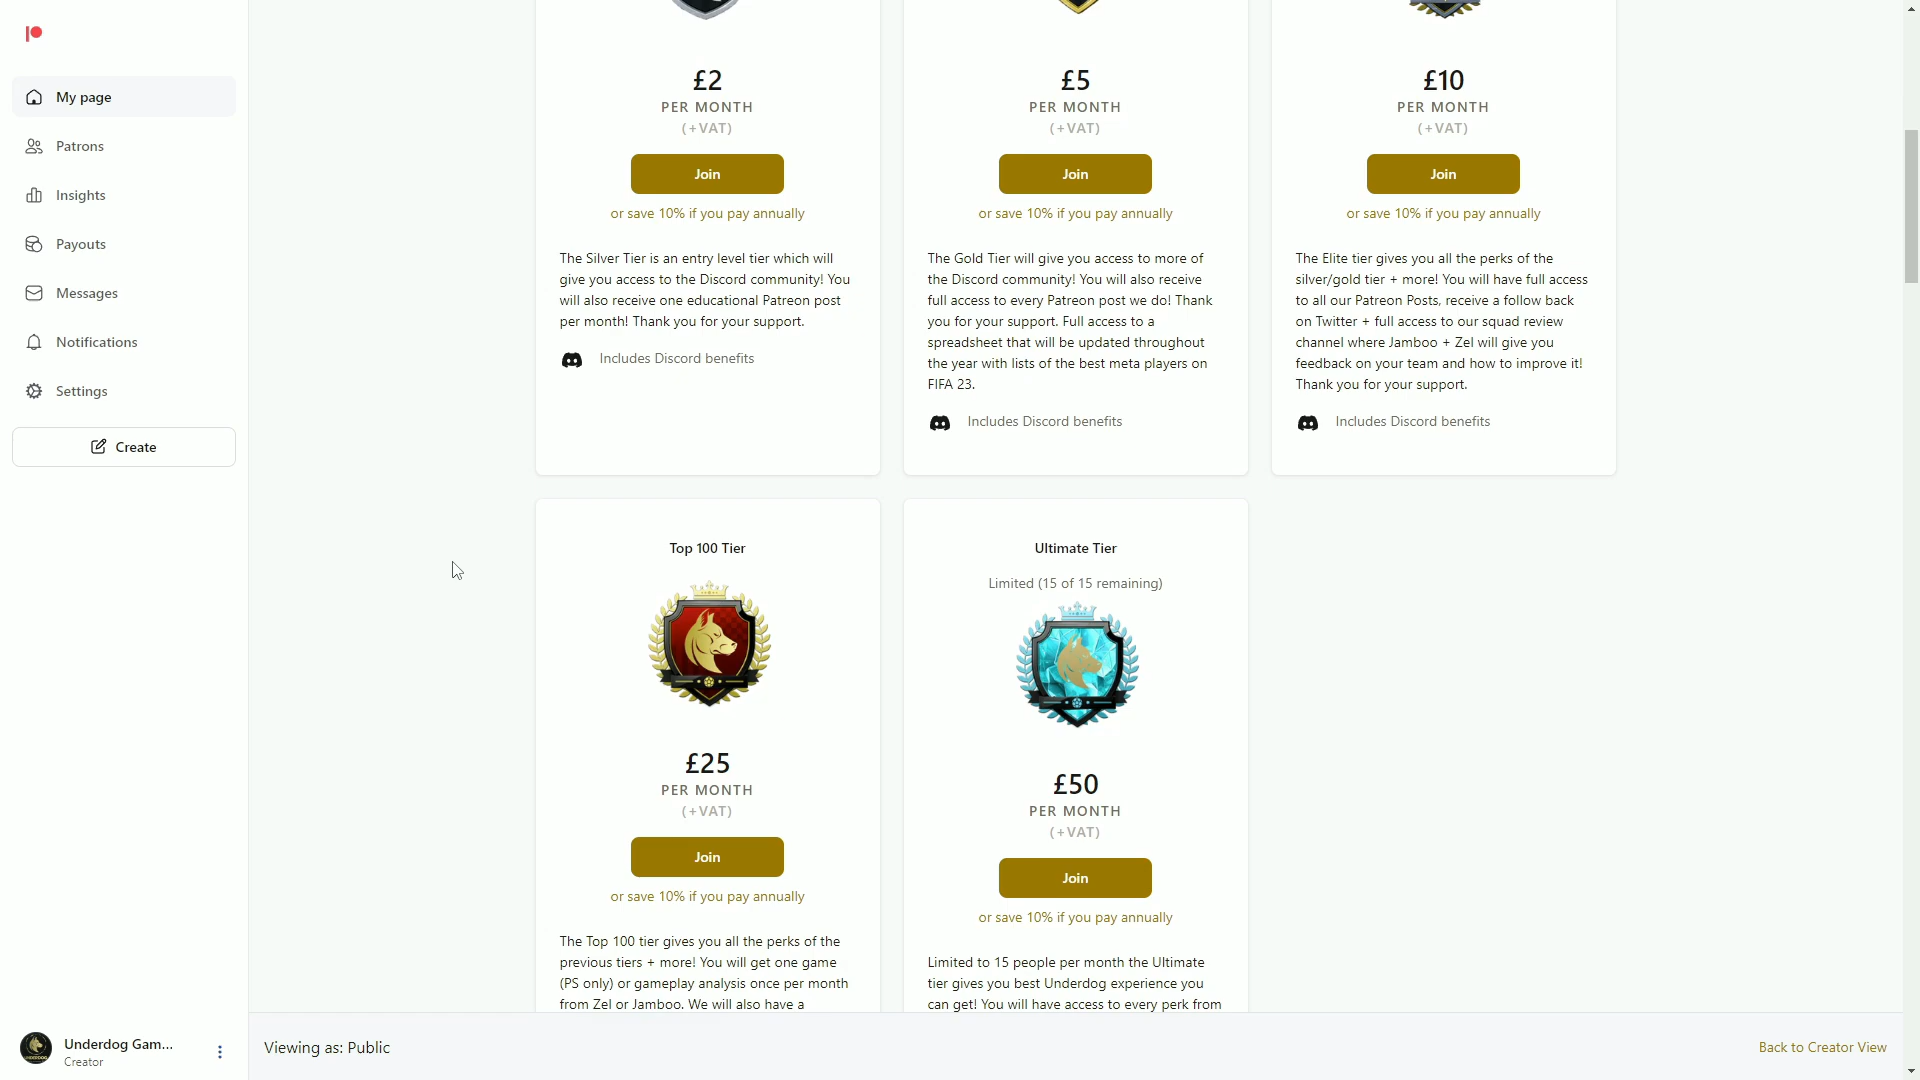 My page
Patrons
Insights
Payouts
Messages
Notifications
Settings
Create
£2
PER MONTH
(+VAT)
Join
or save 10% if you pay annually
The Silver Tier is an entry level tier which will
give you access to the Discord community! You
will also receive one educational Patreon post
per month! Thank you for your support.
Includes Discord benefits
£5
PER MONTH
(+VAT)
Join
or save 10% if you pay annually
The Gold Tier will give you access to more of
the Discord community! You will also receive
full access to every Patreon post we do! Thank
you for your support. Full access to a
spreadsheet that will be updated throughout
the year with lists of the best meta players on
FIFA 23.
Includes Discord benefits
£10
PER MONTH
(+VAT)
Join
or save 10% if you pay annually
The Elite tier gives you all the perks of the
silver/gold tier + more! You will have full access
to all our Patreon Posts, receive a follow back
on Twitter + full access to our squad review
channel where Jamboo + Zel will give you
feedback on your team and how to improve it!
Thank you for your support.
Includes Discord benefits
Top 100 Tier
£25
PER MONTH
(+VAT)
Join
or save 10% if you pay annually
The Top 100 tier gives you all the perks of the
previous tiers + more! You will get one game
(PS only) or gameplay analysis once per month
from Zel or Jamboo. We will also have a
Ultimate Tier
Limited (15 of 15 remaining)
£50
PER MONTH
(+VAT)
Join
or save 10% if you pay annually
Limited to 15 people per month the Ultimate
tier gives you best Underdog experience you
can get! You will have access to every perk from
Underdog Gam...
Creator
Viewing as: Public
Back to Creator View